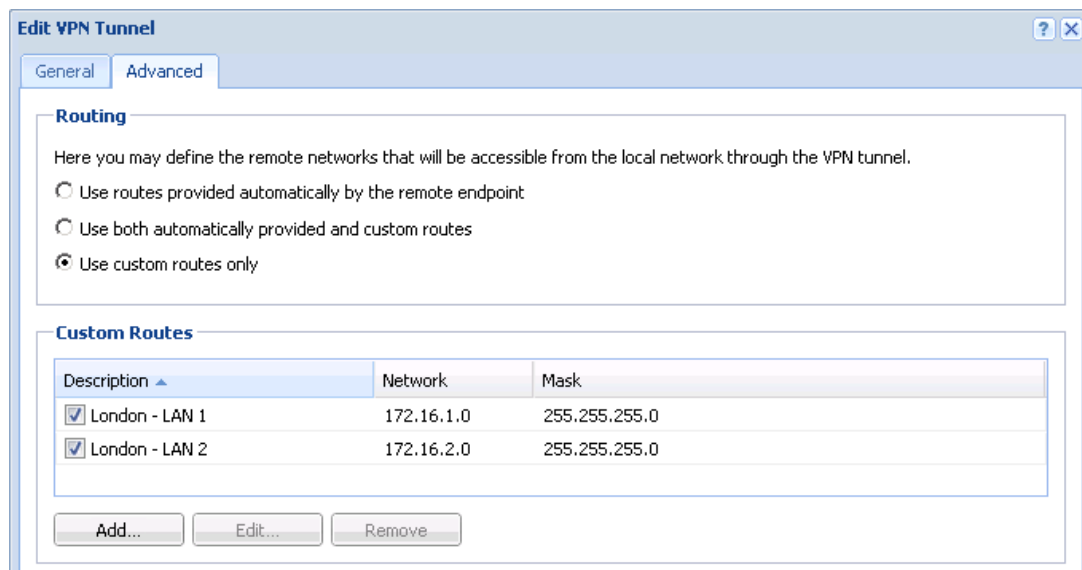 Edit VPN Tunnel
General Advanced
Routing
Here you may define the remote networks that will be accessible from the local network through the VPN tunnel.
Use routes provided automatically by the remote endpoint
Use both automatically provided and custom routes
Use custom routes only
Custom Routes
Description Network Mask
London - LAN 1 172.16.1.0 255.255.255.0
London - LAN 2 172.16.2.0 255.255.255.0
Add... Edit... Remove